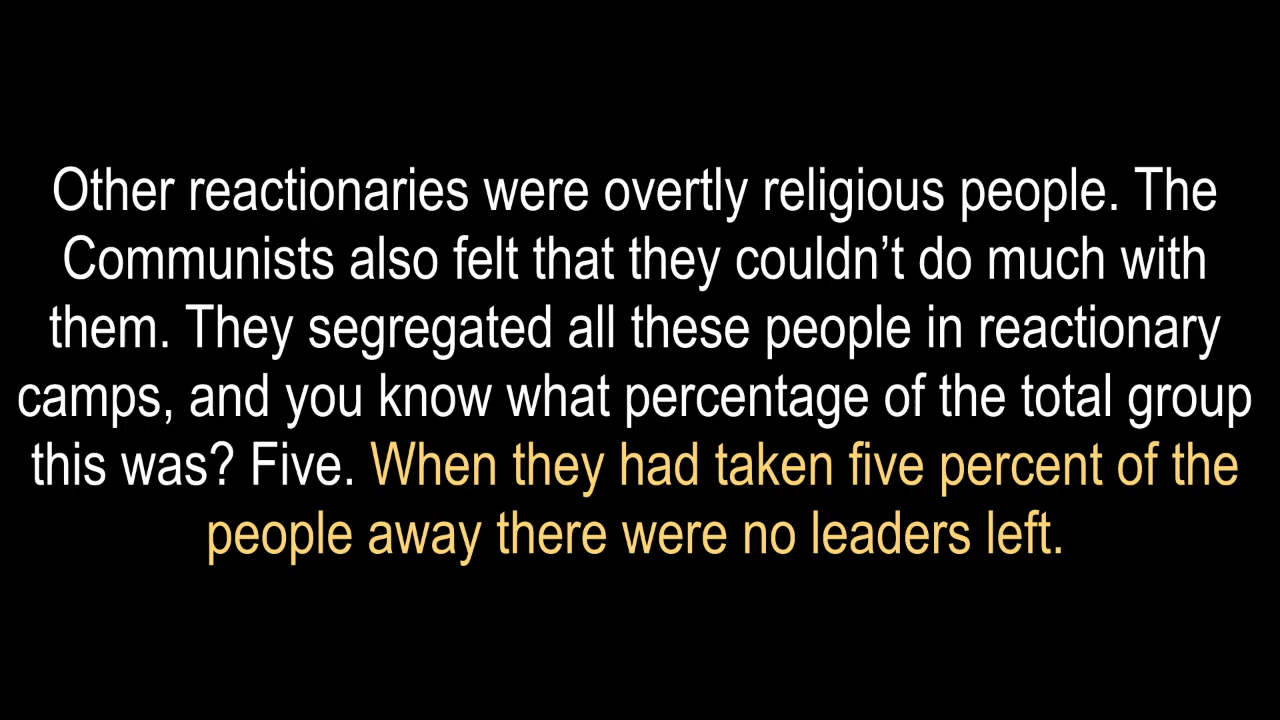 Other reactionaries were overtly religious people. The
Communists also felt that they couldn’t do much with
them. They segregated all these people in reactionary
camps, and you know what percentage of the total group
this was? Five. When they had taken five percent of the
people away there were no leaders left.